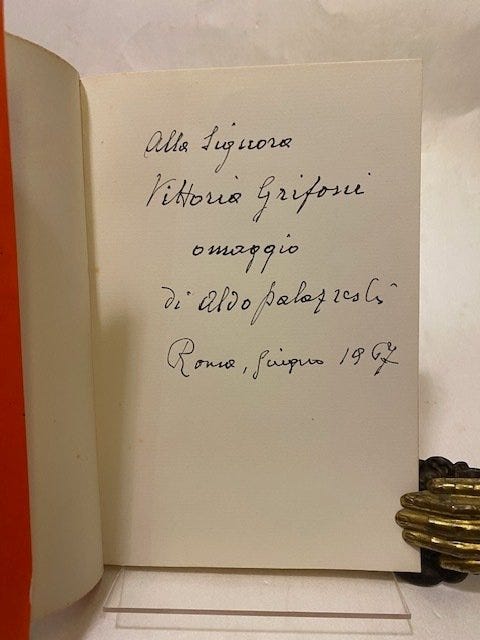 Alla Signora
Vittoria Grifoni
omaggio
di Aldo Palazzeschi
Roma, giugno 1967